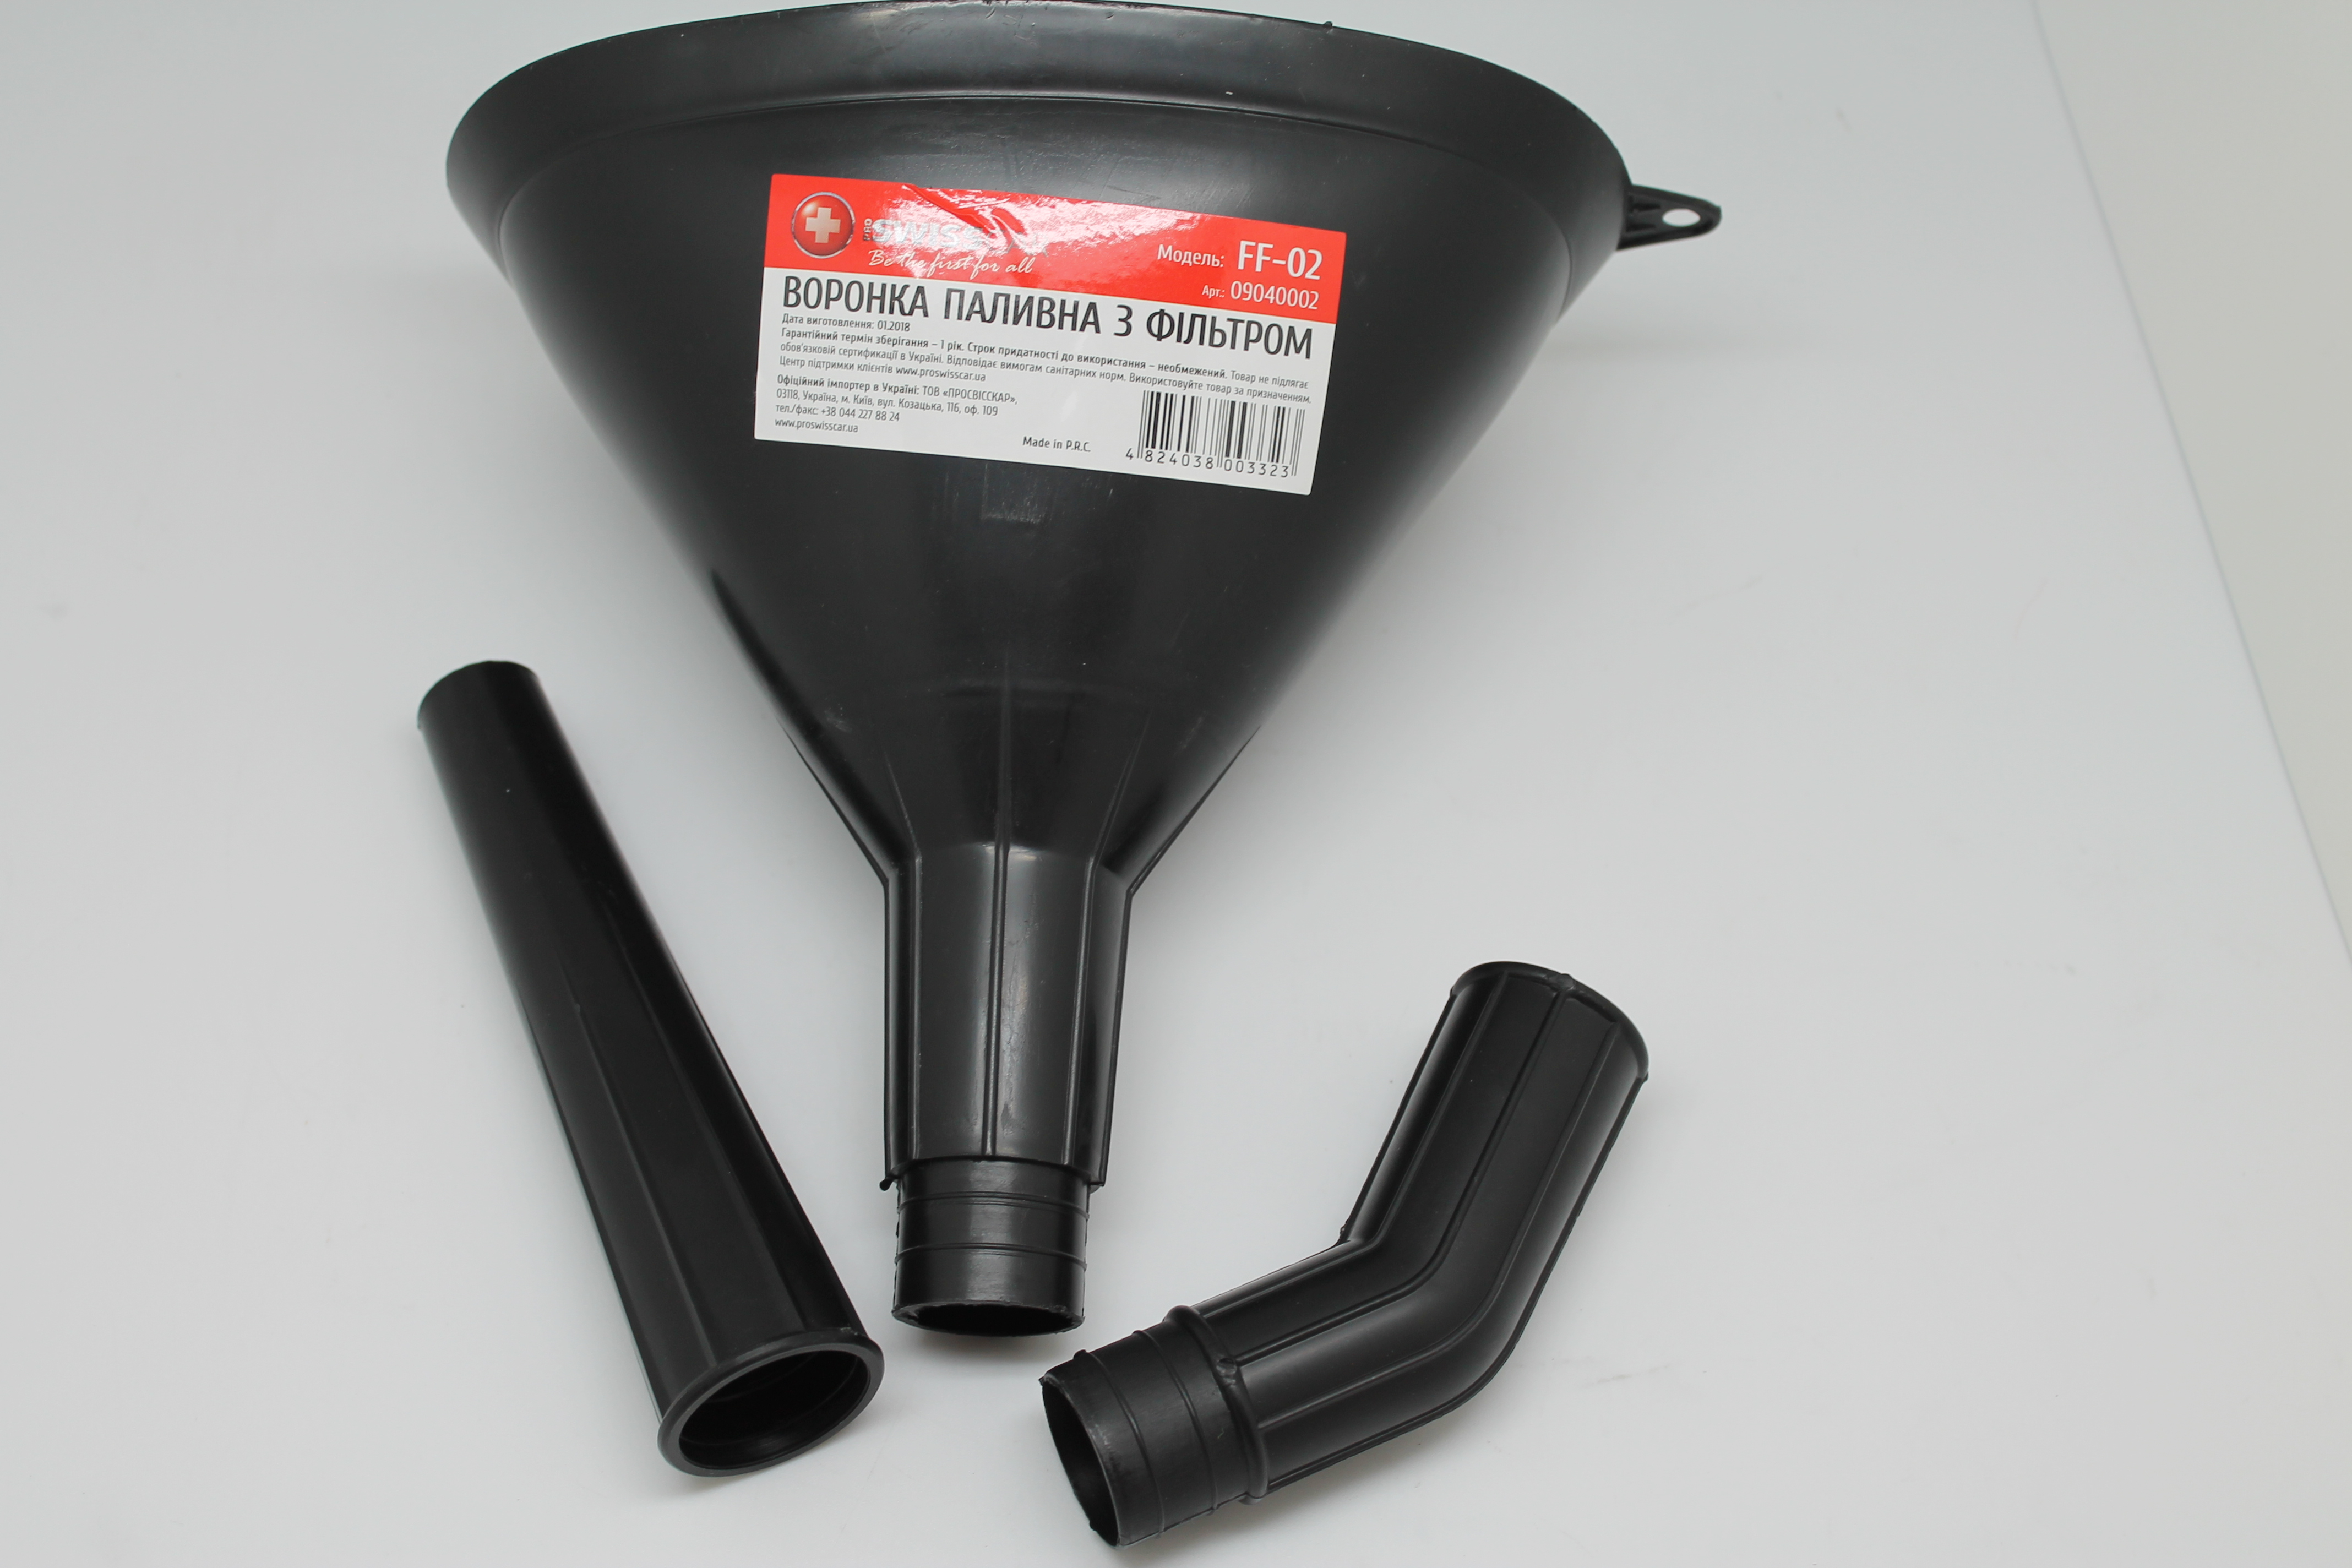 PRO SWISS
Be the first for all
Модель: FF-02
Арт.: 09040002
ВОРОНКА ПАЛИВНА З ФІЛЬТРОМ
Дата виготовлення: 01.2018
Гарантійний термін зберігання – 1 рік. Строк придатності до використання – необмежений. Товар не підлягає
обов'язковій сертифікації в Україні. Відповідає вимогам санітарних норм. Використовуйте товар за призначенням.
Центр підтримки клієнтів www.proswisscar.ua
Офіційний імпортер в Україні: ТОВ «ПРОСВІССКАР»,
03118, Україна, м. Київ, вул. Козацька, 116, оф. 109
тел./факс: +38 044 227 88 24
www.proswisscar.ua
Made in P.R.C.
4 824038 003323